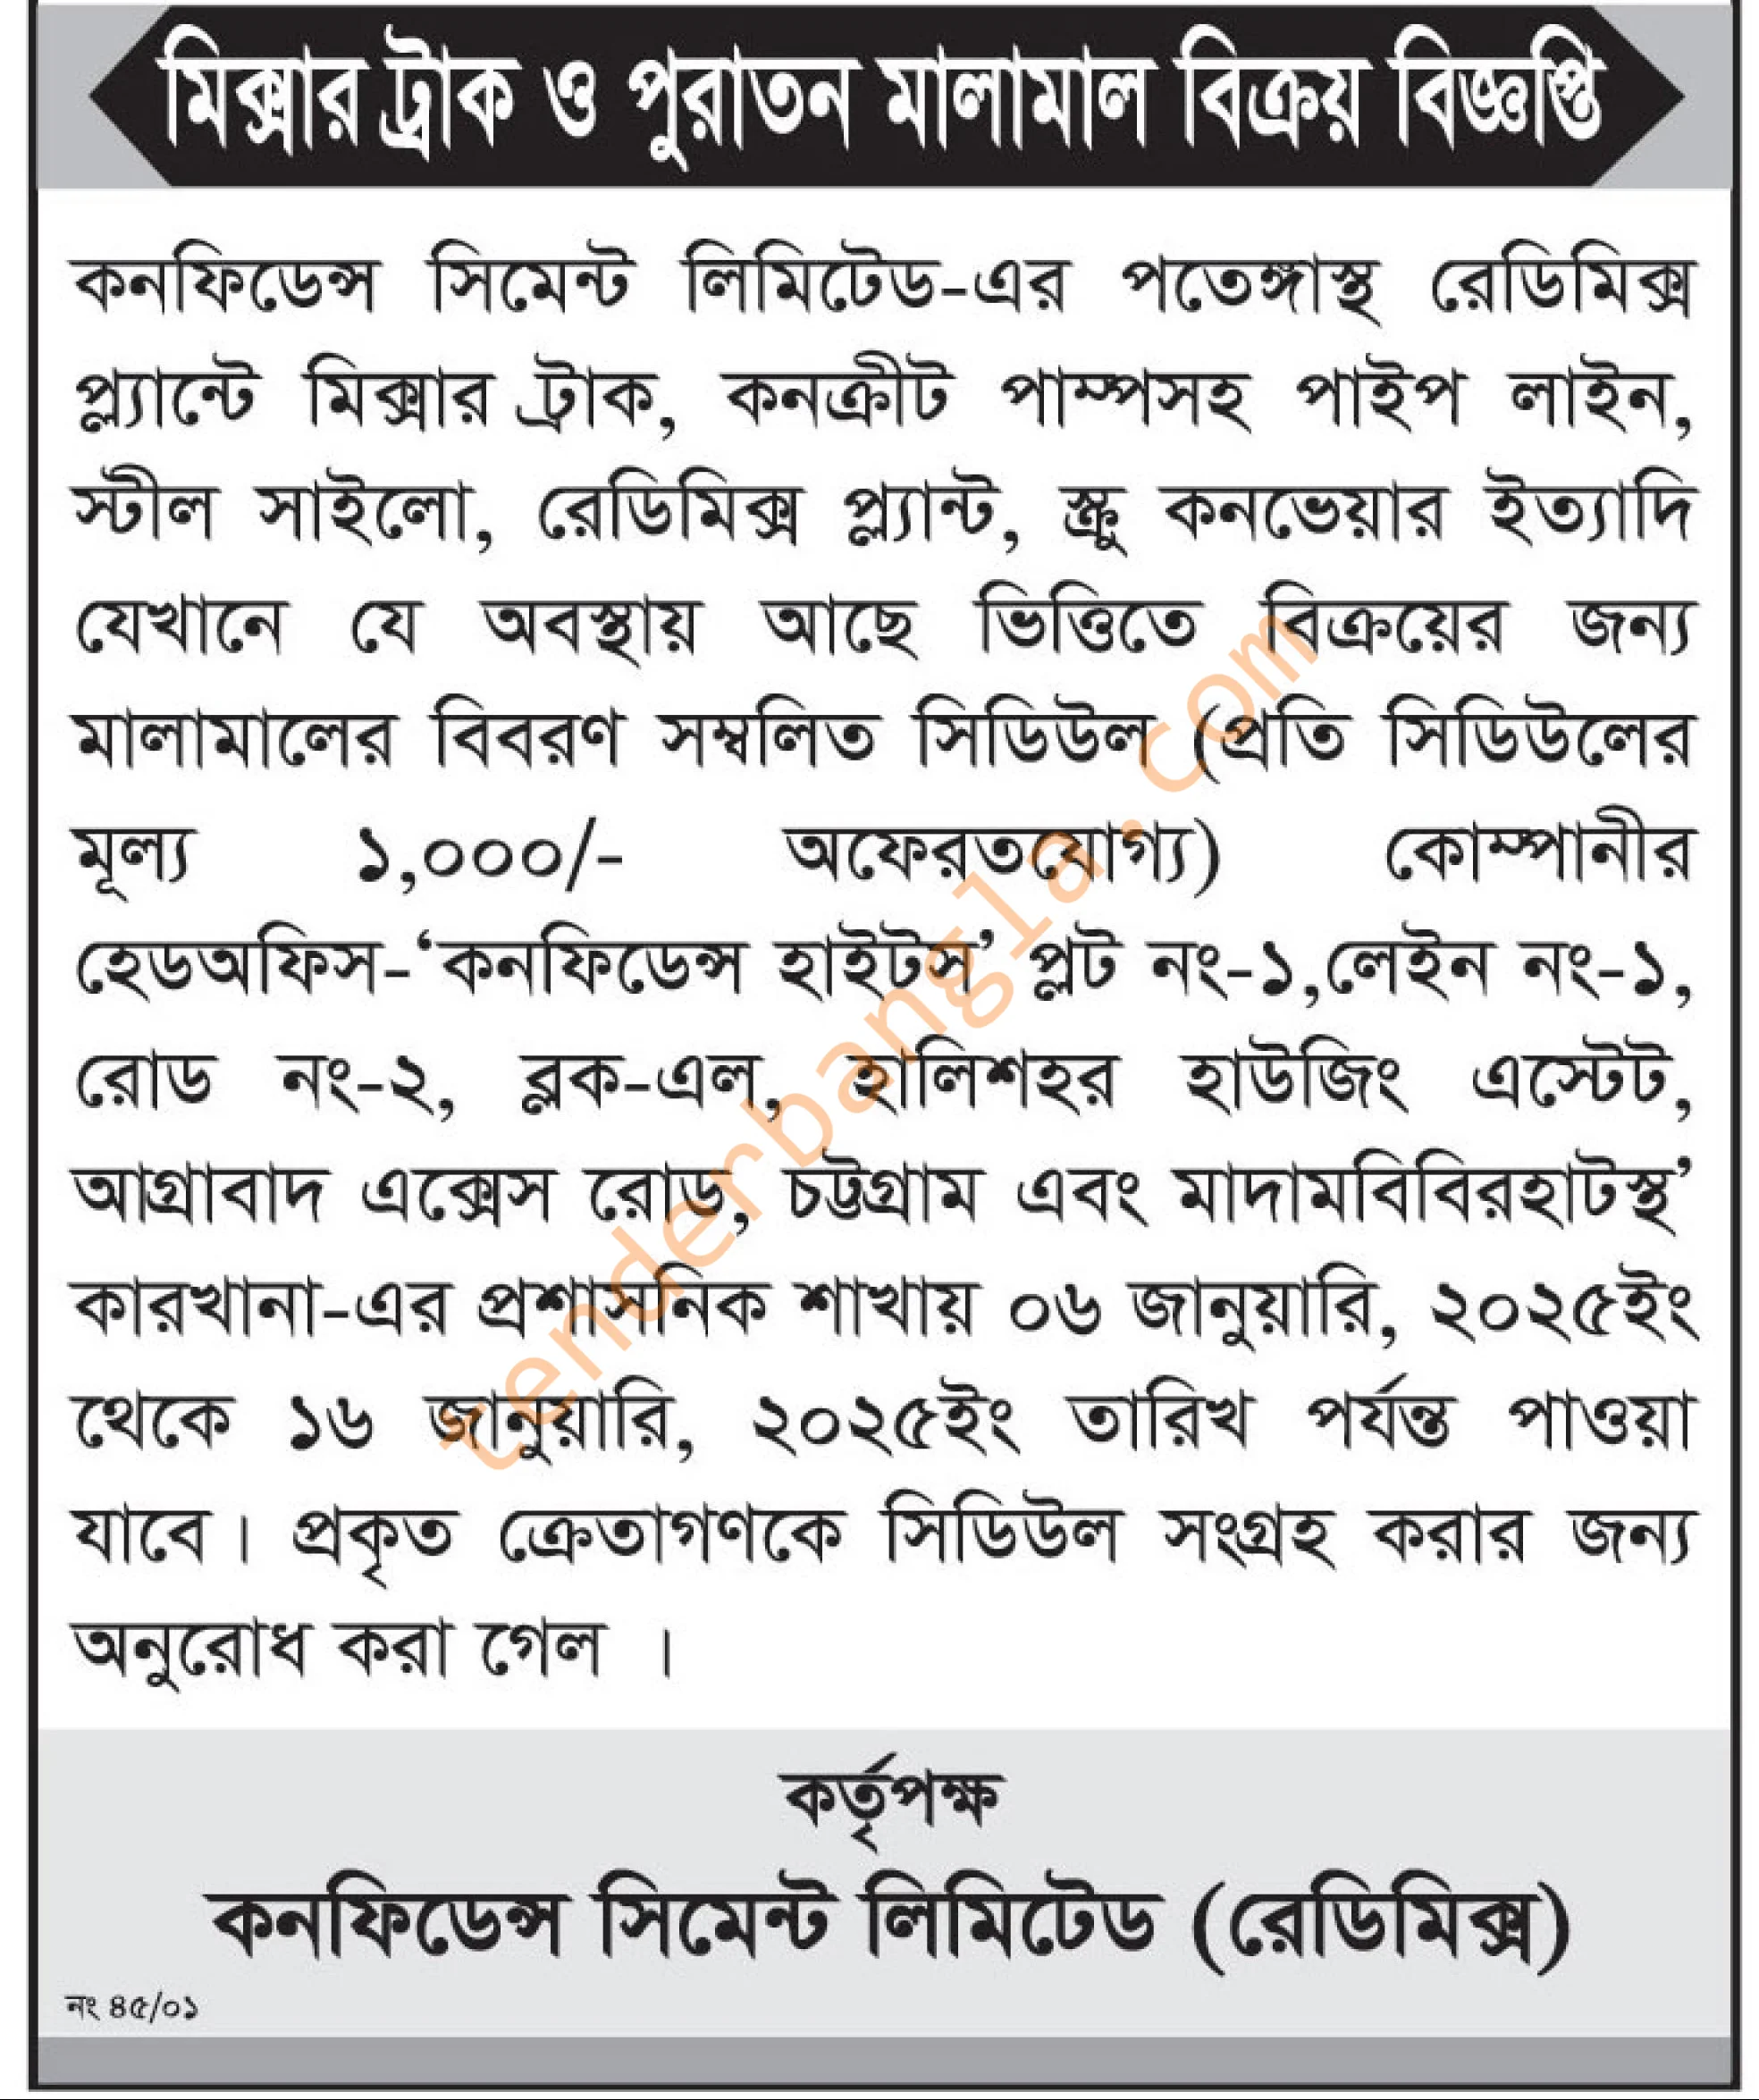 মিক্সার ট্রাক ও পুরাতন মালামাল বিক্রয় বিজ্ঞপ্তি
কনফিডেন্স সিমেন্ট লিমিটেড-এর পতেঙ্গাস্থ রেডিমিক্স
প্ল্যান্টে মিক্সার ট্রাক, কনক্রীট পাম্পসহ পাইপ লাইন,
স্টীল সাইলো, রেডিমিক্স প্ল্যান্ট, স্ক্রু কনভেয়ার ইত্যাদি
যেখানে যে অবস্থায় আছে ভিত্তিতে বিক্রয়ের জন্য
মালামালের বিবরণ সম্বলিত সিডিউল (প্রতি সিডিউলের
মূল্য ১,০০০/- অফেরতযোগ্য) কোম্পানীর
হেডঅফিস-‘কনফিডেন্স হাইটস’ প্লট নং-১,লেইন নং-১,
রোড নং-২, ব্লক-এল, হালিশহর হাউজিং এস্টেট,
আগ্রাবাদ এক্সেস রোড, চট্টগ্রাম এবং মাদামবিবিরহাটস্থ’
কারখানা-এর প্রশাসনিক শাখায় ০৬ জানুয়ারি, ২০২৫ইং
থেকে ১৬ জানুয়ারি, ২০২৫ইং তারিখ পর্যন্ত পাওয়া
যাবে। প্রকৃত ক্রেতাগণকে সিডিউল সংগ্রহ করার জন্য
অনুরোধ করা গেল ।
কর্তৃপক্ষ
কনফিডেন্স সিমেন্ট লিমিটেড (রেডিমিক্স)
নং ৪৫/০১
tenderbangla.com